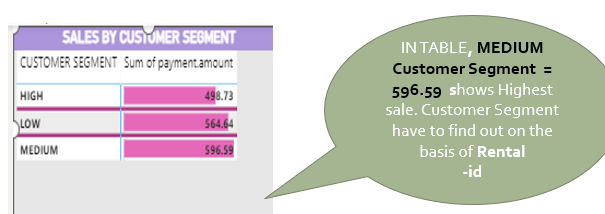 SALES BY CUSTOMER SEGMENT
CUSTOMER SEGMENT Sum of payment.amount
HIGH 498.73
LOW 564.64
MEDIUM 596.59
IN TABLE, MEDIUM
Customer Segment =
596.59 shows Highest
sale. Customer Segment
have to find out on the
basis of Rental
-id